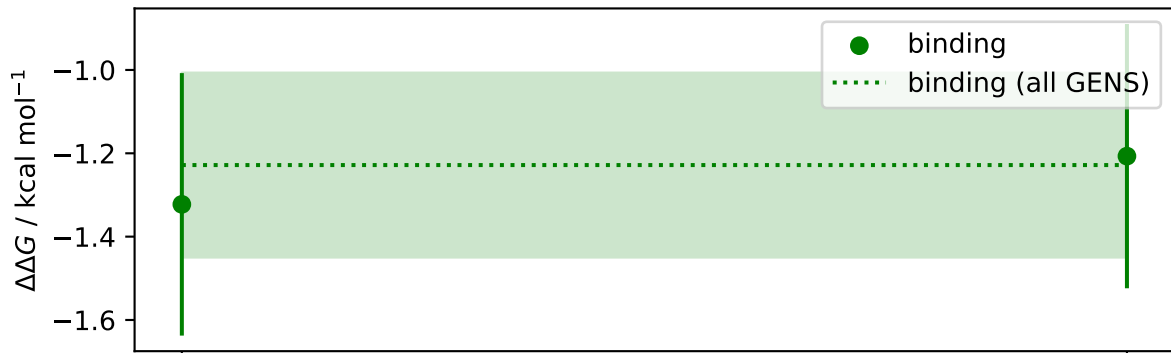 ΔΔG / kcal mol⁻¹
−1.0
−1.2
−1.4
−1.6
binding
binding (all GENS)